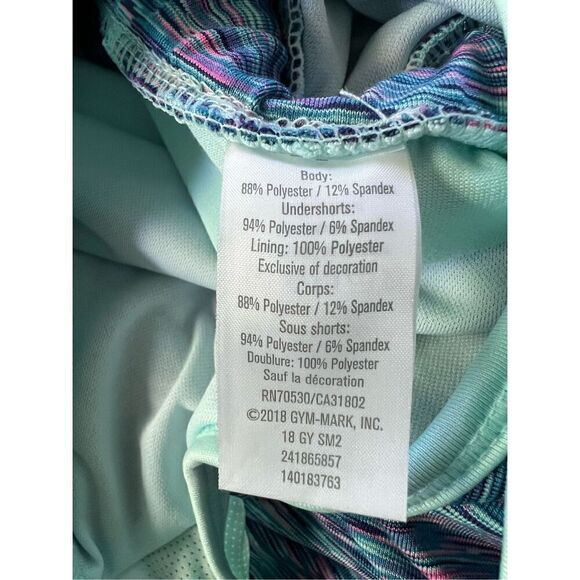 Body:
88% Polyester / 12% Spandex
Undershorts:
94% Polyester / 6% Spandex
Lining: 100% Polyester
Exclusive of decoration
Corps:
88% Polyester / 12% Spandex
Sous shorts:
94% Polyester / 6% Spandex
Doublure: 100% Polyester
Sauf la décoration
RN70530/CA31802
©2018 GYM-MARK, INC.
18 GY SM2
241865857
140183763